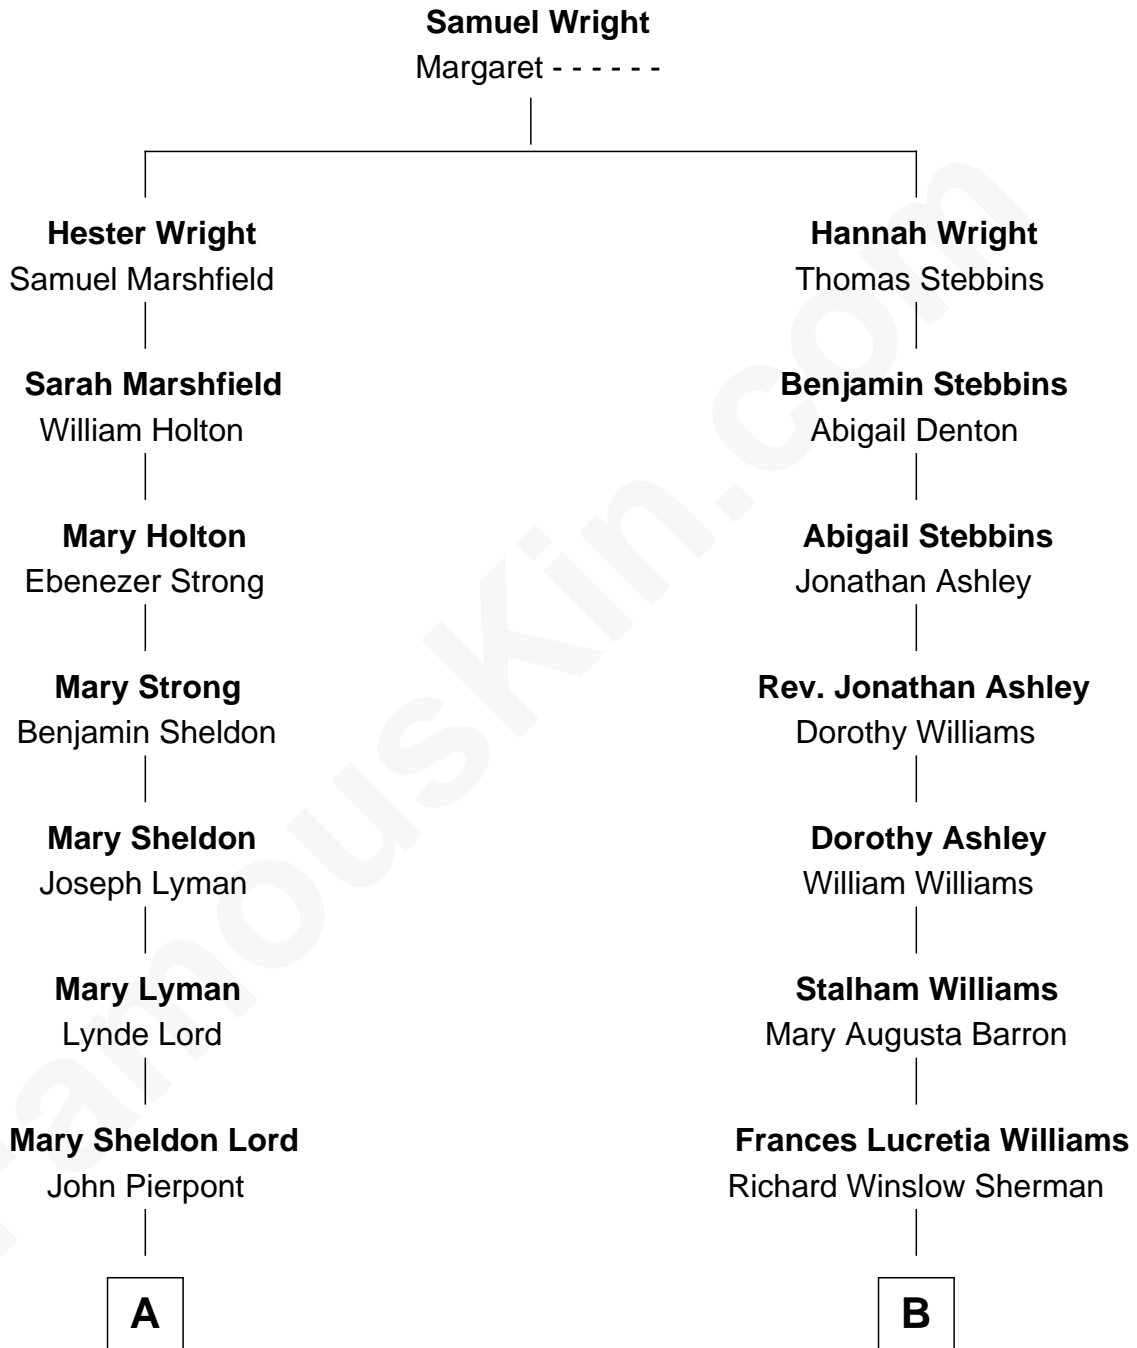 Samuel Wright
Margaret - - - - - -
Hester Wright
Samuel Marshfield
Sarah Marshfield
William Holton
Mary Holton
Ebenezer Strong
Mary Strong
Benjamin Sheldon
Mary Sheldon
Joseph Lyman
Mary Lyman
Lynde Lord
Mary Sheldon Lord
John Pierpont
A
Hannah Wright
Thomas Stebbins
Benjamin Stebbins
Abigail Denton
Abigail Stebbins
Jonathan Ashley
Rev. Jonathan Ashley
Dorothy Williams
Dorothy Ashley
William Williams
Stalham Williams
Mary Augusta Barron
Frances Lucretia Williams
Richard Winslow Sherman
B
FamousKin.com